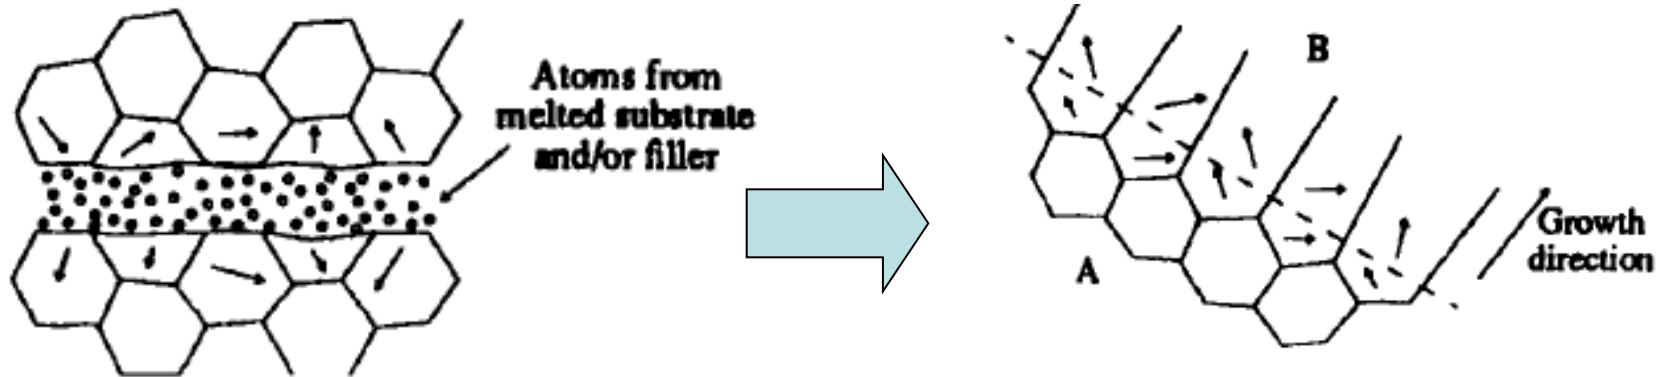 Atoms from
melted substrate
and/or filler
B
A
Growth
direction